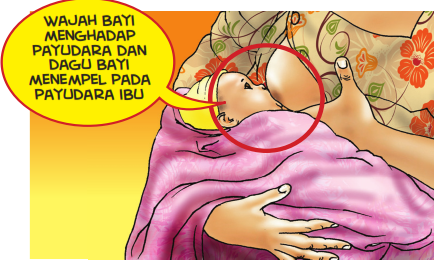 WAJAH BAYI
MENGHADAP
PAYUDARA DAN
DAGU BAYI
MENEMPEL PADA
PAYUDARA IBU